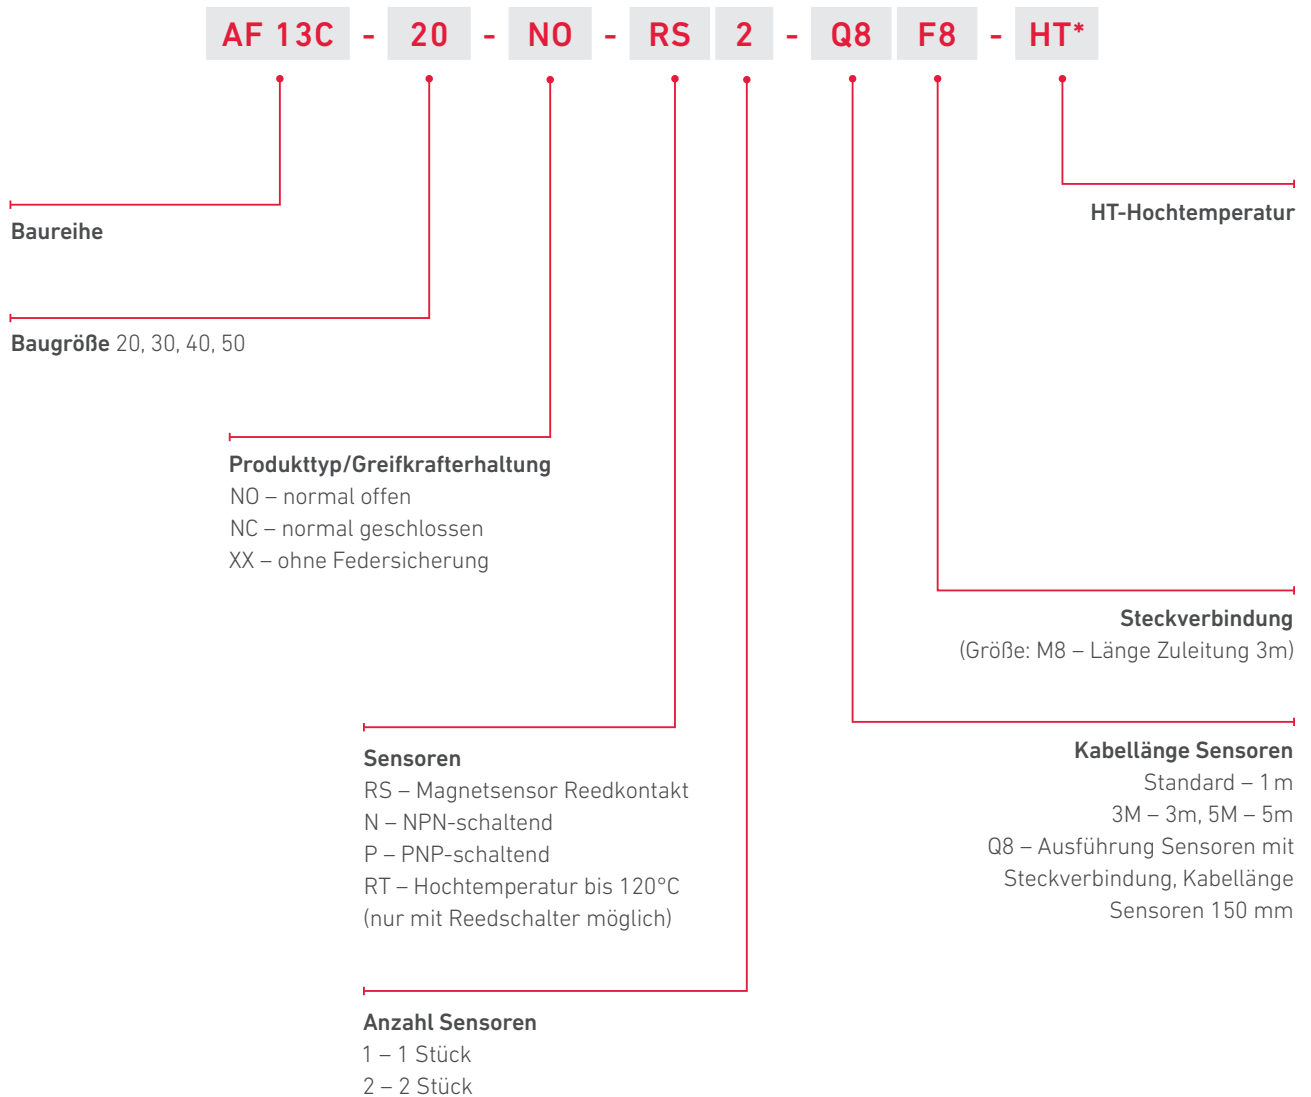 AF 13C - 20 - NO - RS 2 - Q8 F8 - HT*
Baureihe
HT-Hochtemperatur
Baugröße 20, 30, 40, 50
Produkttyp/Greifkrafterhaltung
NO – normal offen
NC – normal geschlossen
XX – ohne Federsicherung
Steckverbindung
(Größe: M8 – Länge Zuleitung 3m)
Sensoren
RS – Magnetsensor Reedkontakt
N – NPN-schaltend
P – PNP-schaltend
RT – Hochtemperatur bis 120°C
(nur mit Reedschalter möglich)
Kabellänge Sensoren
Standard – 1 m
3M – 3m, 5M – 5m
Q8 – Ausführung Sensoren mit
Steckverbindung, Kabellänge
Sensoren 150 mm
Anzahl Sensoren
1 – 1 Stück
2 – 2 Stück